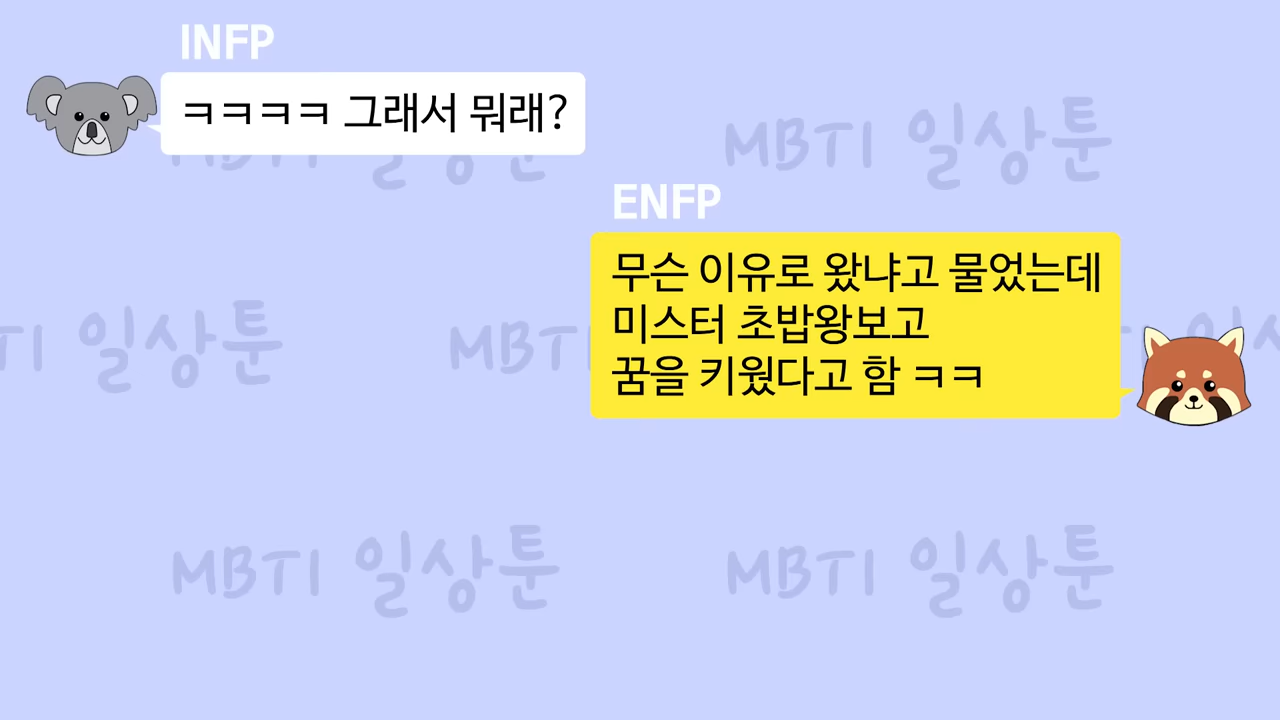 INFP
ㅋㅋㅋㅋ 그래서 뭐래?
MBTI 일상툰
ENFP
무슨 이유로 왔냐고 물었는데
미스터 초밥왕보고
꿈을 키웠다고 함 ㅋㅋ
일상툰
MBTI
MBTI 일상툰
MBTI 일상툰